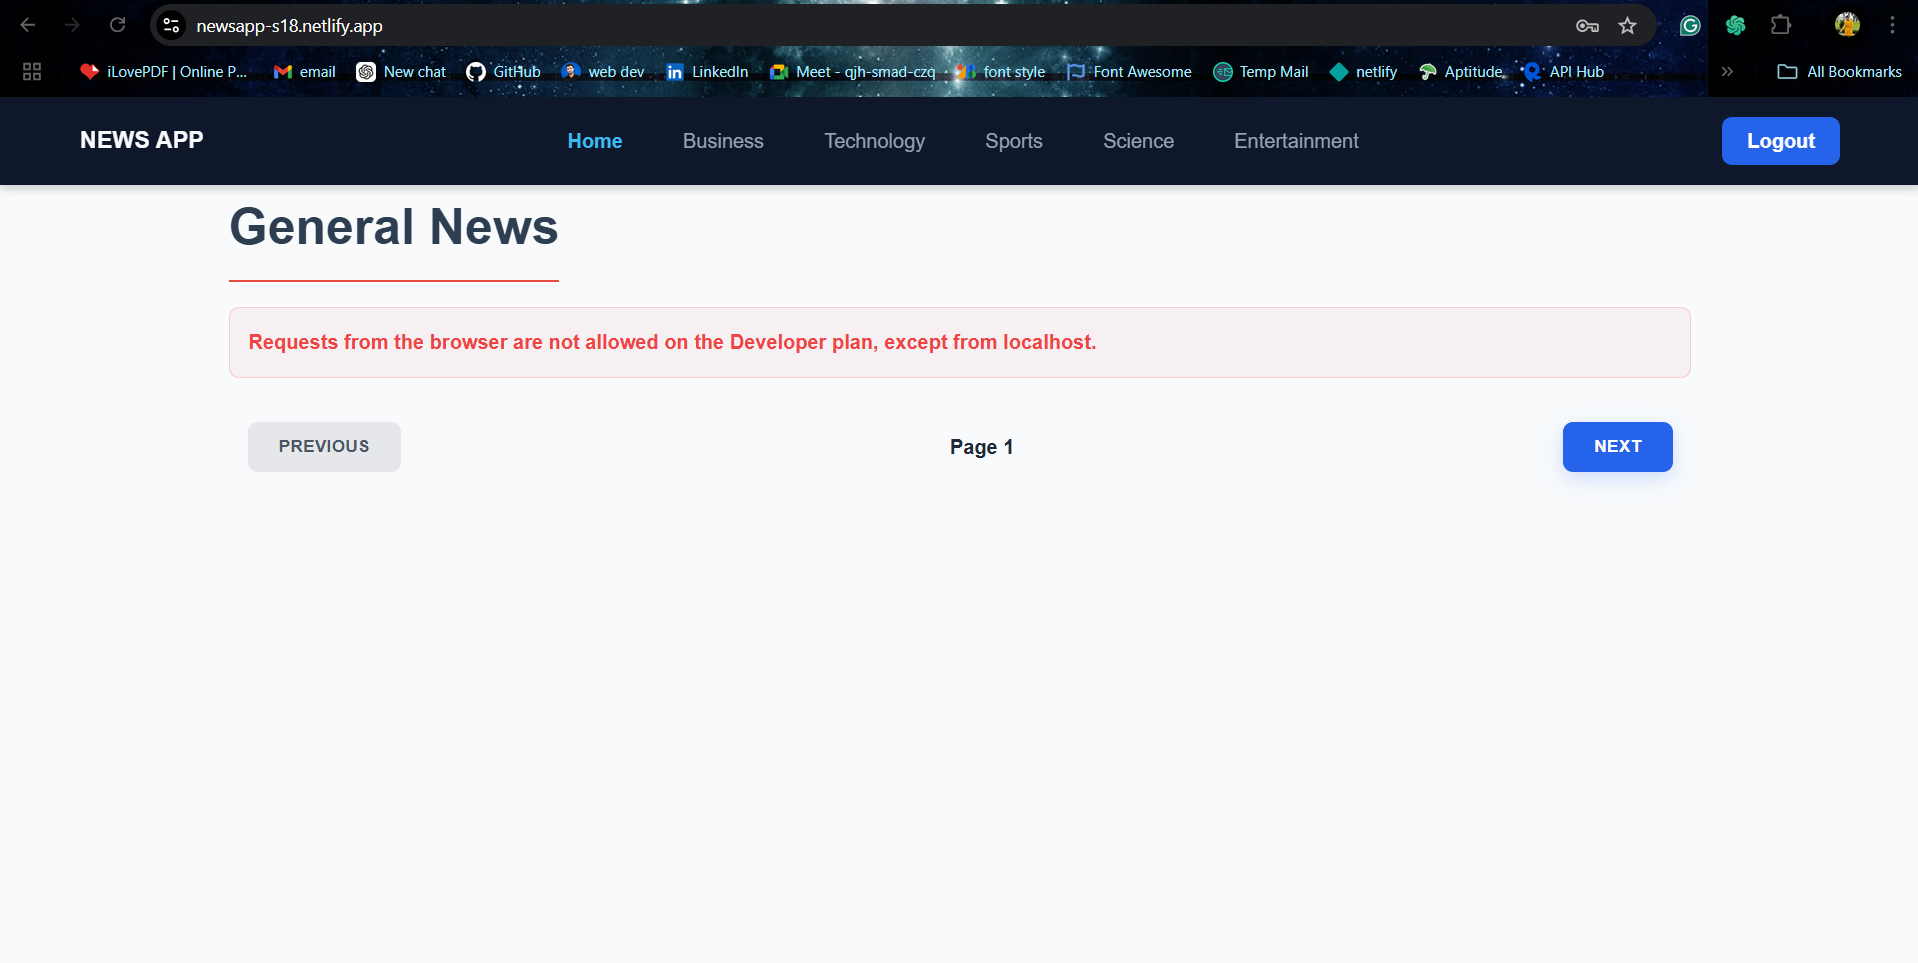 newsapp-s18.netlify.app
iLovePDF | Online P... email New chat GitHub web dev LinkedIn Meet - qjh-smad-czq font style Font Awesome Temp Mail netlify Aptitude API Hub » All Bookmarks
NEWS APP Home Business Technology Sports Science Entertainment Logout
General News
Requests from the browser are not allowed on the Developer plan, except from localhost.
PREVIOUS Page 1 NEXT